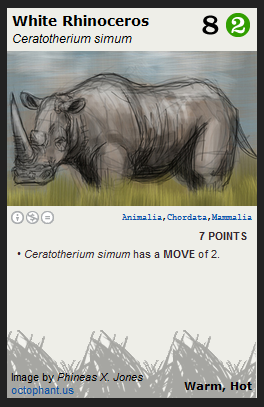 White Rhinoceros 8 2
Ceratotherium simum
Animalia,Chordata,Mammalia
7 POINTS
• Ceratotherium simum has a MOVE of 2.
Image by Phineas X. Jones
octophant.us
Warm, Hot